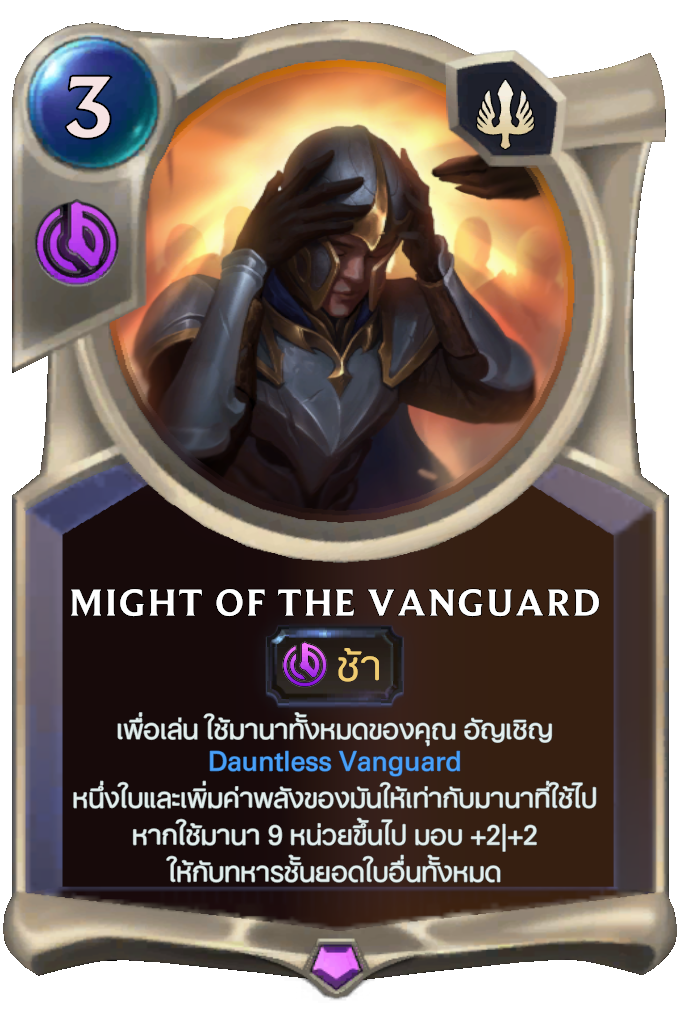 3
MIGHT OF THE VANGUARD
ช้า
เพื่อเล่น ใช้มานาทั้งหมดของคุณ อัญเชิญ
Dauntless Vanguard
หนึ่งใบและเพิ่มค่าพลังของมันให้เท่ากับมานาที่ใช้ไป
หากใช้มานา 9 หน่วยขึ้นไป มอบ +2|+2
ให้กับทหารชั้นยอดใบอื่นทั้งหมด